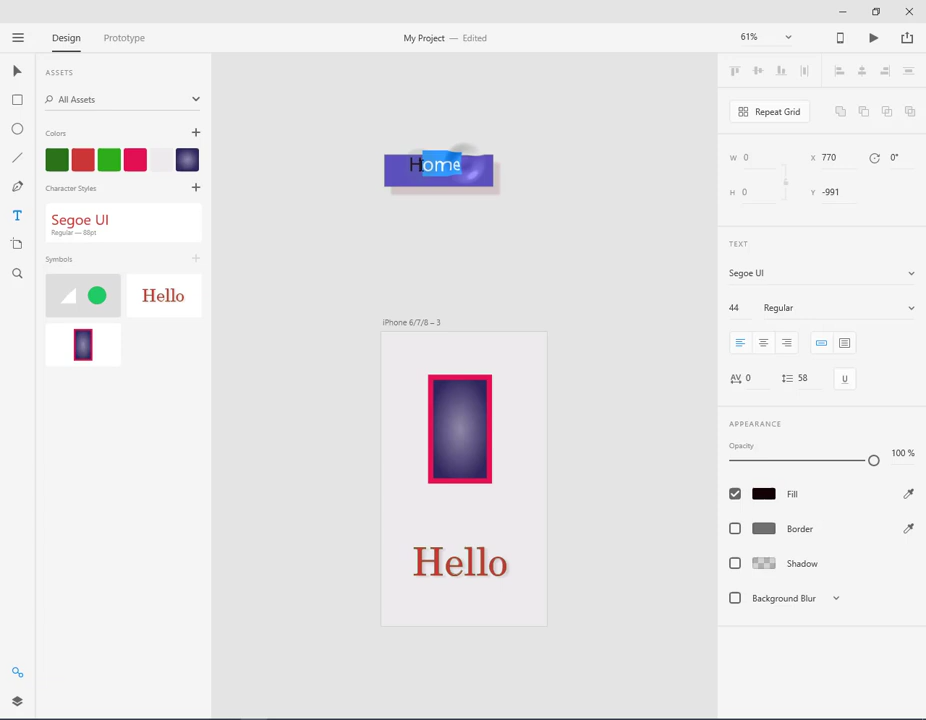 Design
Prototype
My Project — Edited
61%
ASSETS
All Assets
Colors
Character Styles
Segoe UI
Regular — 88pt
Symbols
Hello
Home
iPhone 6/7/8 – 3
Hello
Repeat Grid
W 0
X 770
0°
H 0
Y -991
TEXT
Segoe UI
44
Regular
AV 0
58
U
APPEARANCE
Opacity
100 %
Fill
Border
Shadow
Background Blur